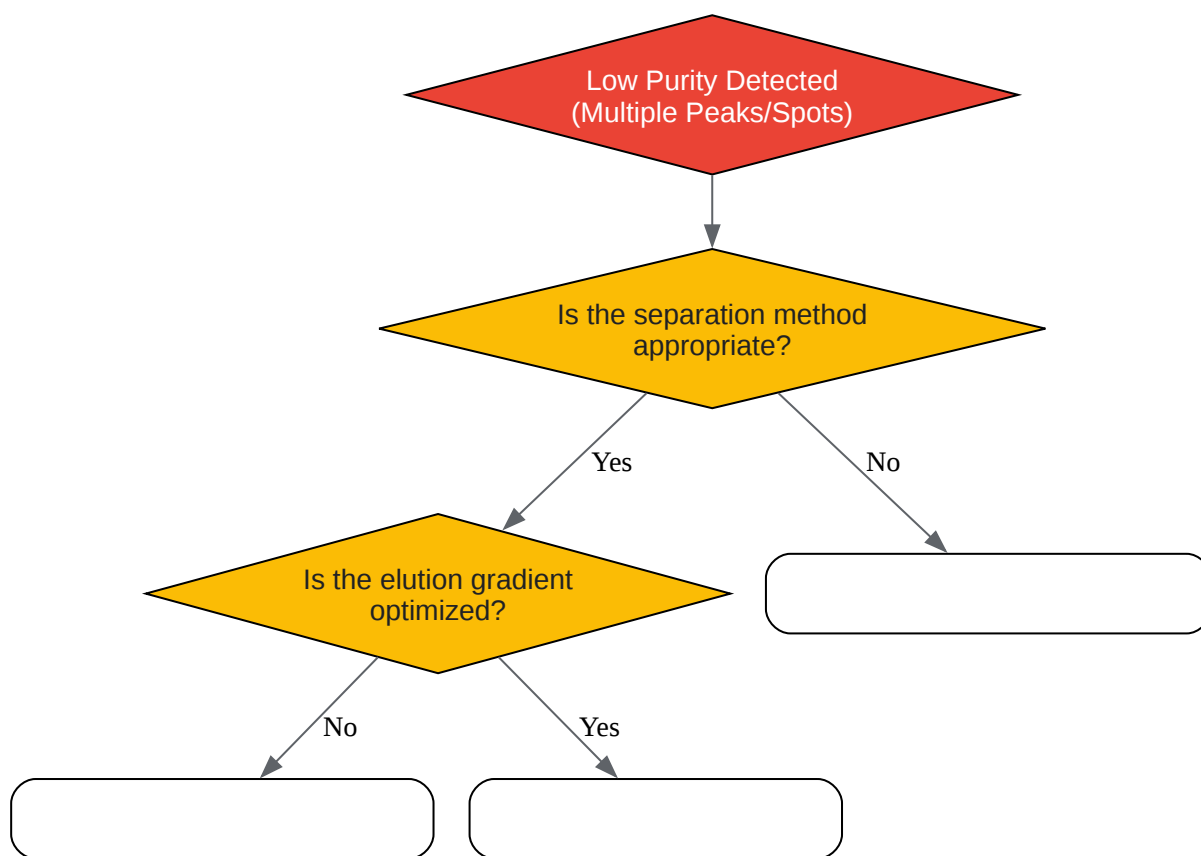 Low Purity Detected
(Multiple Peaks/Spots)
Is the separation method
appropriate?
Yes
No
Is the elution gradient
optimized?
No
Yes